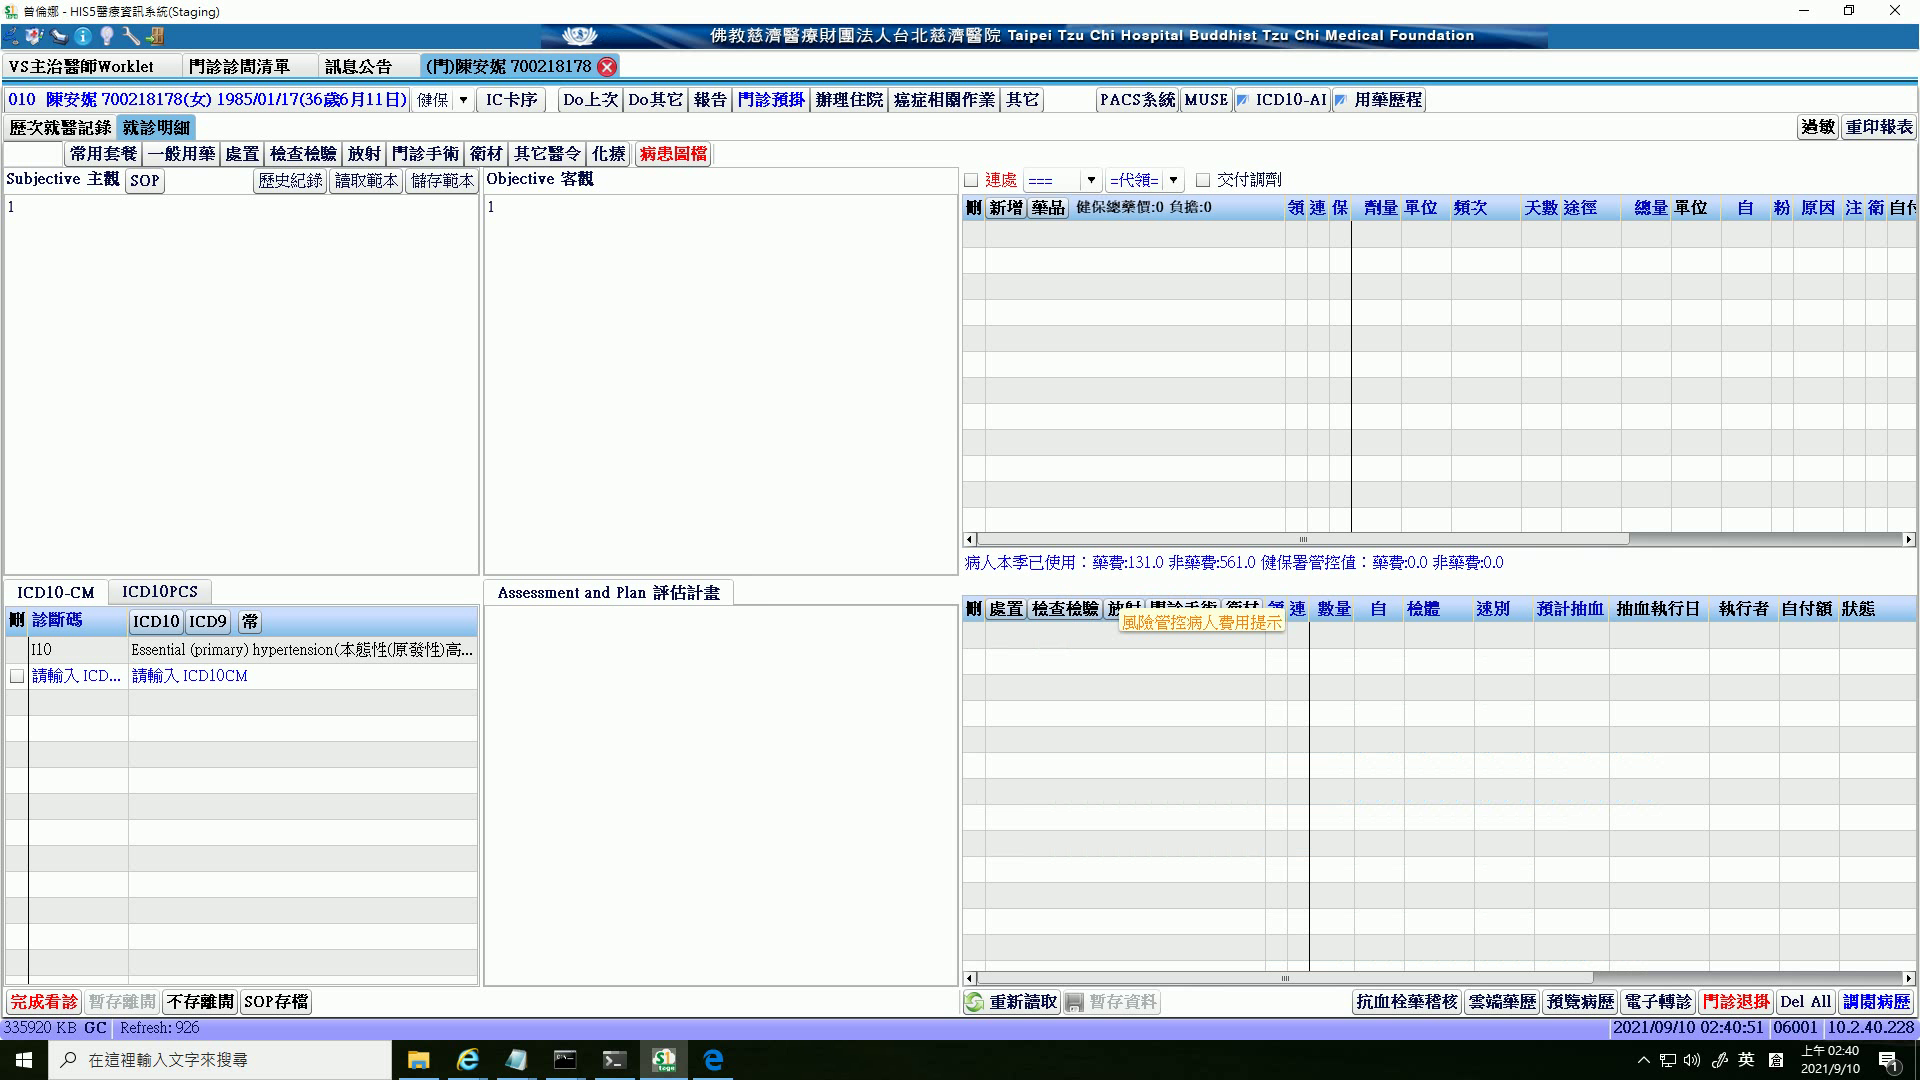 曾倫娜 - HIS5醫療資訊系統(Staging)
佛教慈濟醫療財團法人台北慈濟醫院 Taipei Tzu Chi Hospital Buddhist Tzu Chi Medical Foundation
VS主治醫師Worklet 門診診間清單 訊息公告 (門)陳安妮 700218178
010 陳安妮 700218178(女) 1985/01/17(36歲6月11日) 健保 IC卡序 Do上次 Do其它 報告 門診預掛 辦理住院 癌症相關作業 其它 PACS系統 MUSE ICD10-AI 用藥歷程
歷次就醫記錄 就診明細 過敏 重印報表
常用套餐 一般用藥 處置 檢查檢驗 放射 門診手術 衛材 其它醫令 化療 病患圖檔
Subjective 主觀 SOP 歷史紀錄 讀取範本 儲存範本 Objective 客觀 連處 === =代領= 交付調劑
1 1
刪 新增 藥品 健保總藥價:0 負擔:0 領 連 保 劑量 單位 頻次 天數 途徑 總量 單位 自 粉 原因 注 衛 自付
病人本季已使用：藥費:131.0 非藥費:561.0 健保署管控值：藥費:0.0 非藥費:0.0
ICD10-CM ICD10PCS Assessment and Plan 評估計畫
刪 處置 檢查檢驗 放射 門診手術 衛材 領 連 數量 自 檢體 速別 預計抽血 抽血執行日 執行者 自付額 狀態
風險管控病人費用提示
刪 診斷碼 ICD10 ICD9 常
I10 Essential (primary) hypertension(本態性(原發性)高...
請輸入 ICD... 請輸入 ICD10CM
完成看診 暫存離開 不存離開 SOP存檔 重新讀取 暫存資料 抗血栓藥稽核 雲端藥歷 預覽病歷 電子轉診 門診退掛 Del All 調閱病歷
335920 KB GC Refresh: 926 2021/09/10 02:40:51 06001 10.2.40.228
在這裡輸入文字來搜尋
英
上午 02:40
2021/9/10
1